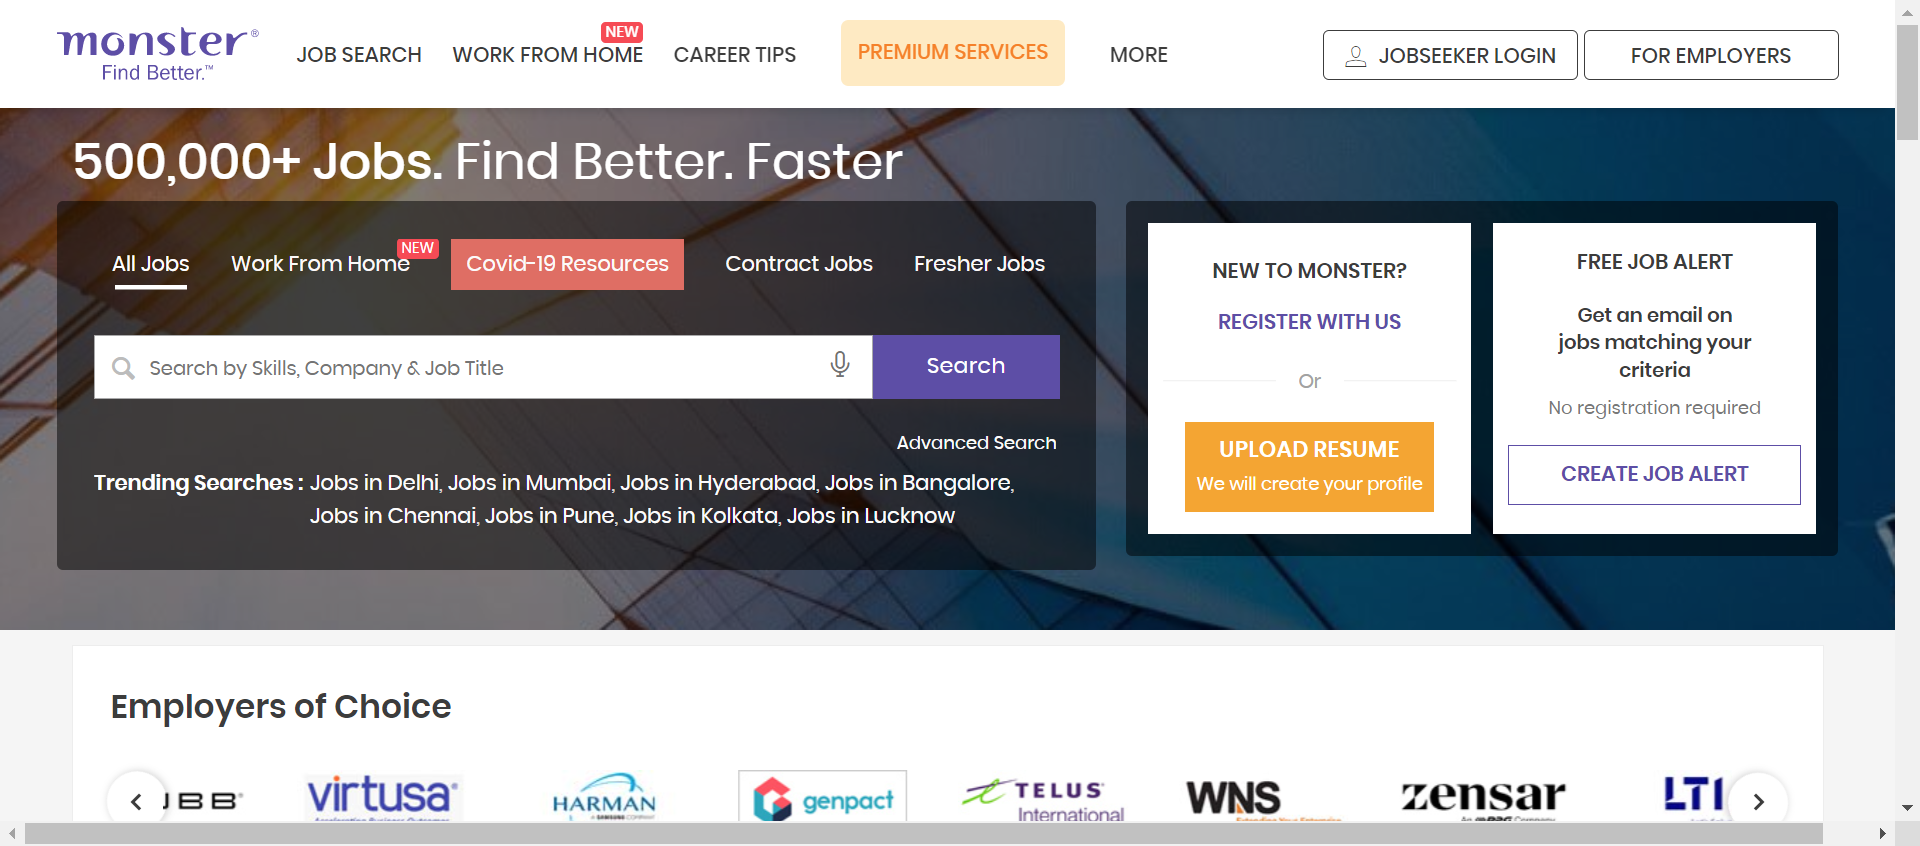 monster®
Find Better.™
JOB SEARCH
WORK FROM HOME
NEW
CAREER TIPS
PREMIUM SERVICES
MORE
JOBSEEKER LOGIN
FOR EMPLOYERS
500,000+ Jobs. Find Better. Faster
All Jobs
Work From Home
NEW
Covid-19 Resources
Contract Jobs
Fresher Jobs
Search by Skills, Company & Job Title
Search
Advanced Search
Trending Searches : Jobs in Delhi, Jobs in Mumbai, Jobs in Hyderabad, Jobs in Bangalore,
Jobs in Chennai, Jobs in Pune, Jobs in Kolkata, Jobs in Lucknow
NEW TO MONSTER?
REGISTER WITH US
Or
UPLOAD RESUME
We will create your profile
FREE JOB ALERT
Get an email on
jobs matching your
criteria
No registration required
CREATE JOB ALERT
Employers of Choice
virtusa
HARMAN
A SAMSUNG COMPANY
genpact
TELUS
International
WNS
zensar
LTI